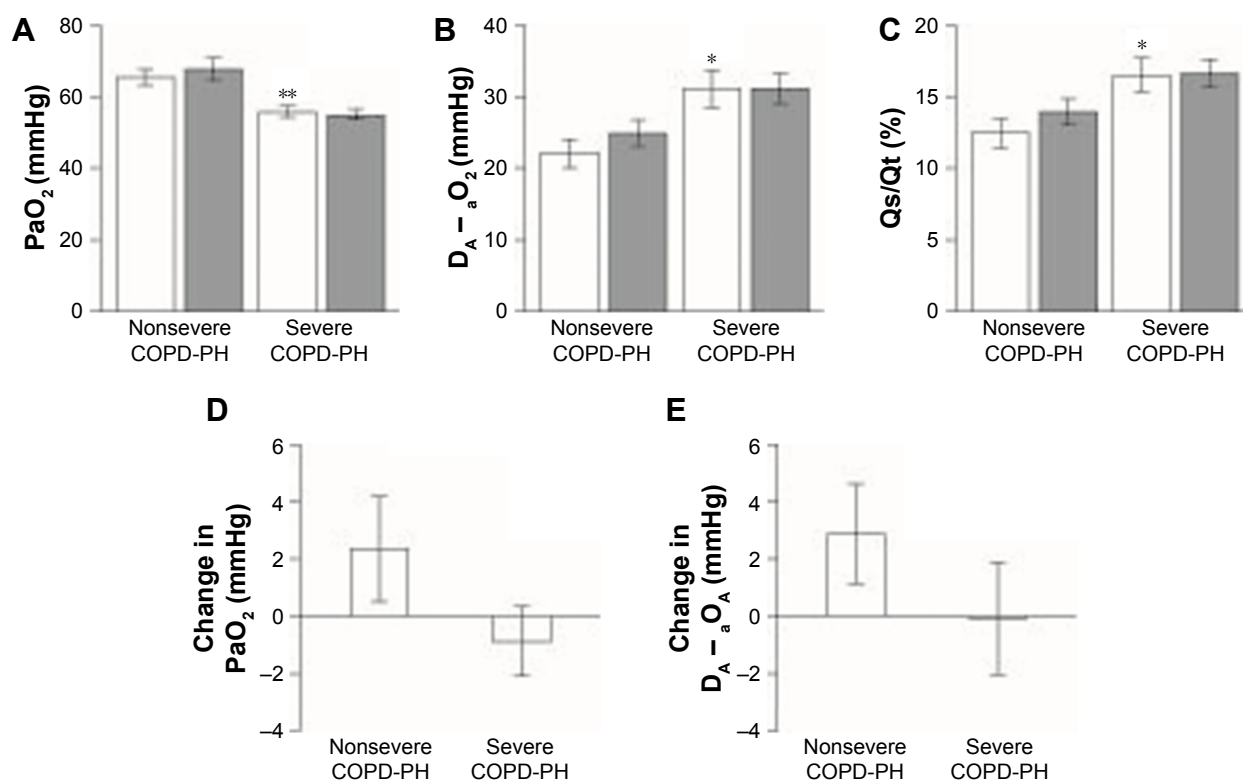 A
PaO2 (mmHg)
80
60
40
20
0
**
Nonsevere
COPD-PH
Severe
COPD-PH
B
DA – aO2 (mmHg)
40
30
20
10
0
*
Nonsevere
COPD-PH
Severe
COPD-PH
C
Qs/Qt (%)
20
15
10
5
0
*
Nonsevere
COPD-PH
Severe
COPD-PH
D
Change in
PaO2 (mmHg)
6
4
2
0
–2
–4
Nonsevere
COPD-PH
Severe
COPD-PH
E
Change in
DA – aOA (mmHg)
6
4
2
0
–2
–4
Nonsevere
COPD-PH
Severe
COPD-PH